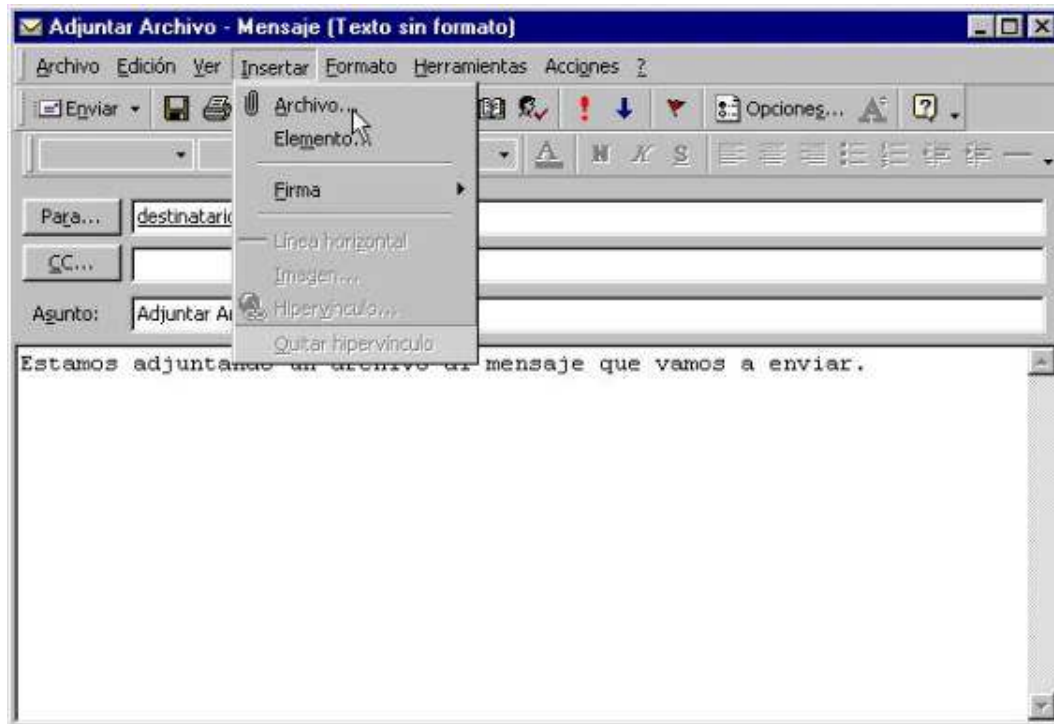 Adjuntar Archivo - Mensaje (Texto sin formato)
Archivo Edición Ver Insertar Formato Herramientas Acciones ?
Enviar Opciones... A
Archivo...
Elemento...
A N K S
Firma
Para... destinatario
CC...
Línea horizontal
Imagen...
Hipervínculo...
Quitar hipervínculo
Asunto: Adjuntar A
Estamos adjuntando un archivo al mensaje que vamos a enviar.